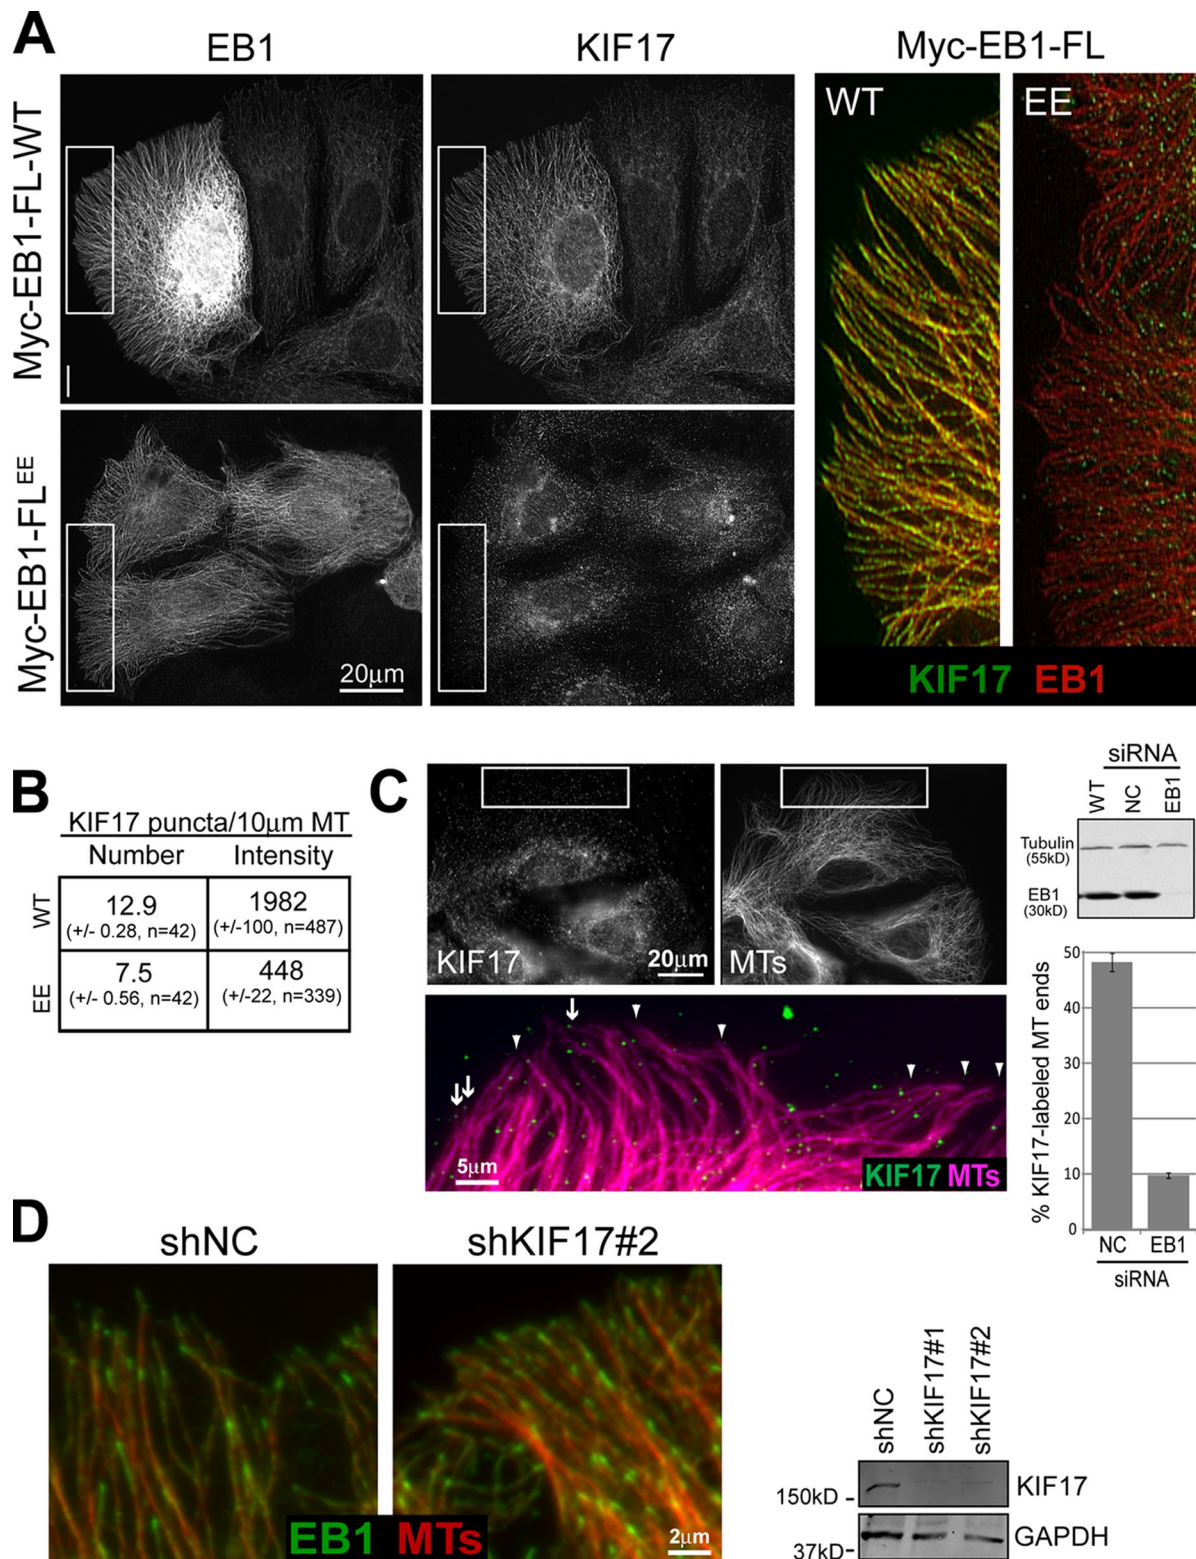 A
EB1
KIF17
Myc-EB1-FL
Myc-EB1-FL-WT
WT
EE
Myc-EB1-FL^EE
20µm
KIF17 EB1
B
KIF17 puncta/10µm MT
Number Intensity
WT
12.9
(+/- 0.28, n=42)
1982
(+/-100, n=487)
EE
7.5
(+/- 0.56, n=42)
448
(+/-22, n=339)
C
KIF17
20µm
MTs
5µm
KIF17 MTs
siRNA
WT NC EB1
Tubulin
(55kD)
EB1
(30kD)
% KIF17-labeled MT ends
50
40
30
20
10
0
NC EB1
siRNA
D
shNC
shKIF17#2
EB1 MTs
2µm
shNC shKIF17#1 shKIF17#2
150kD -
KIF17
37kD -
GAPDH